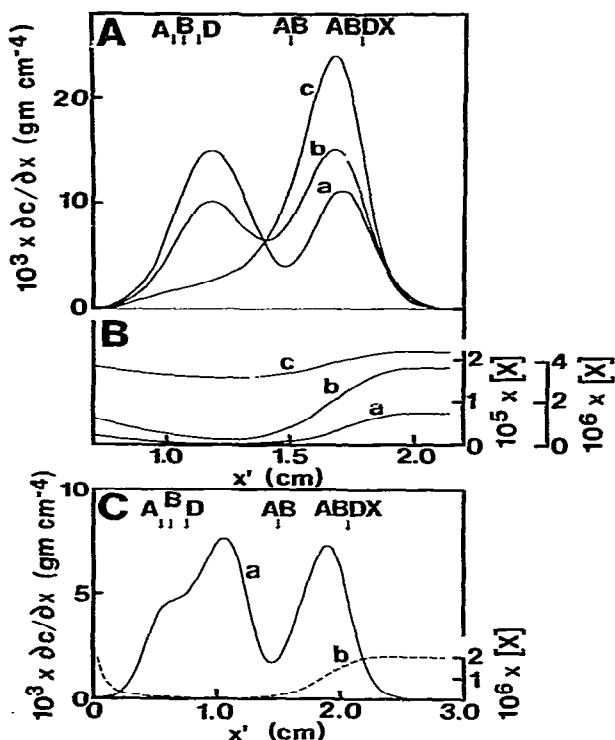 A
A B D AB ABDX
10³ x ∂c/∂x (gm cm⁻⁴)
20
10
0
c
b
a
B
c
b
a
2
1
0
10⁵ x [X]
4
2
0
10⁶ x [X]
1.0 1.5 2.0
x' (cm)
C
A B D AB ABDX
10³ x ∂c/∂x (gm cm⁻⁴)
10
5
0
a
b
2
1
10⁶ x [X]
0 1.0 2.0 3.0
x' (cm)